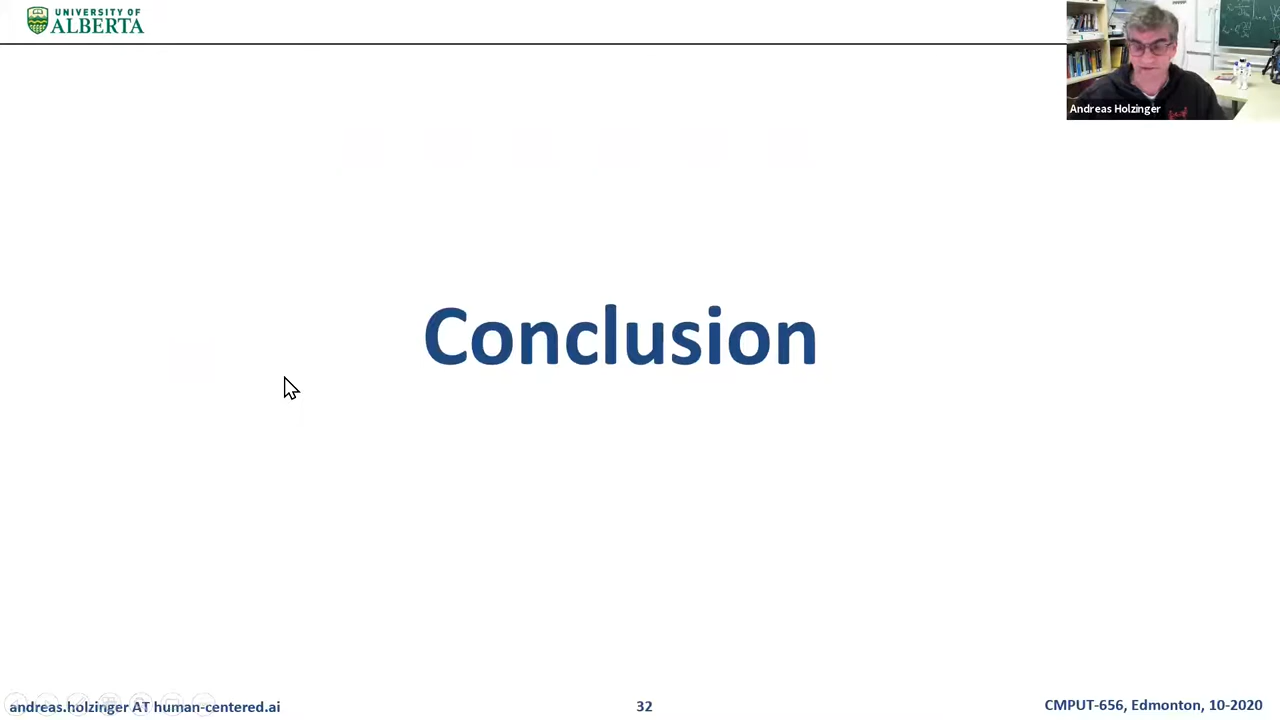 UNIVERSITY OF
ALBERTA
Andreas Holzinger
Conclusion
andreas.holzinger AT human-centered.ai
32
CMPUT-656, Edmonton, 10-2020